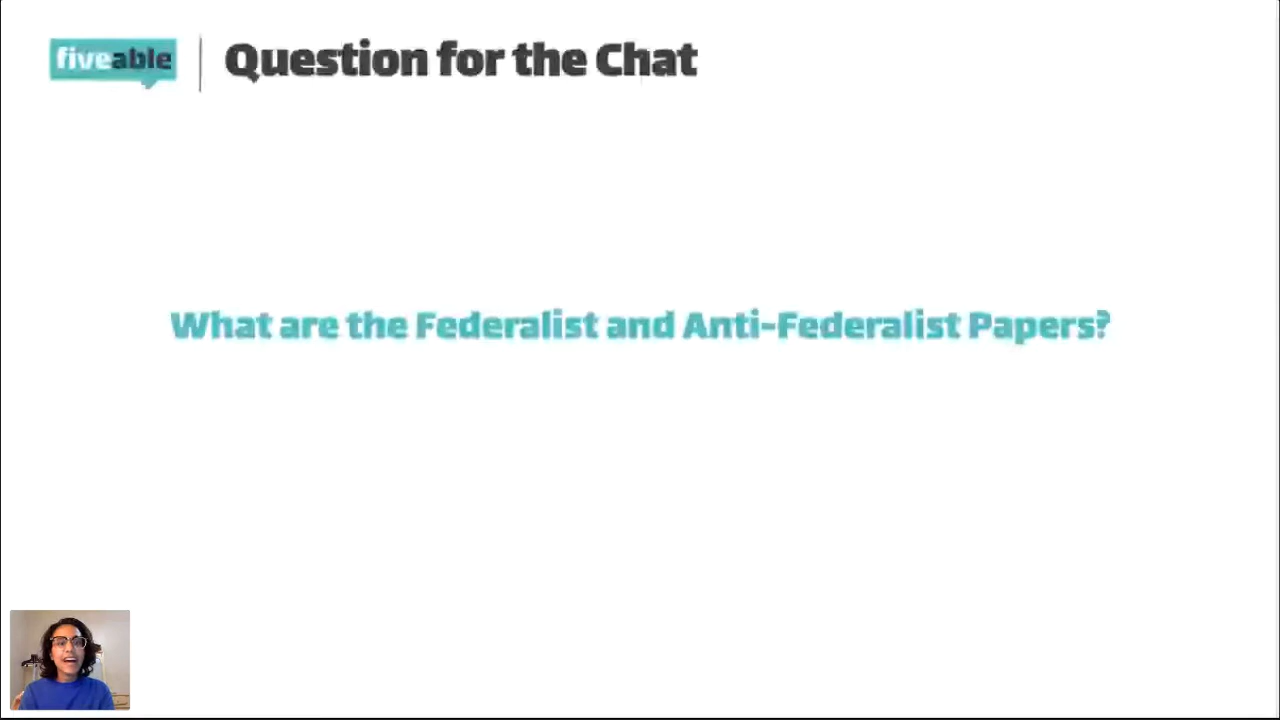 fiveable
Question for the Chat
What are the Federalist and Anti-Federalist Papers?